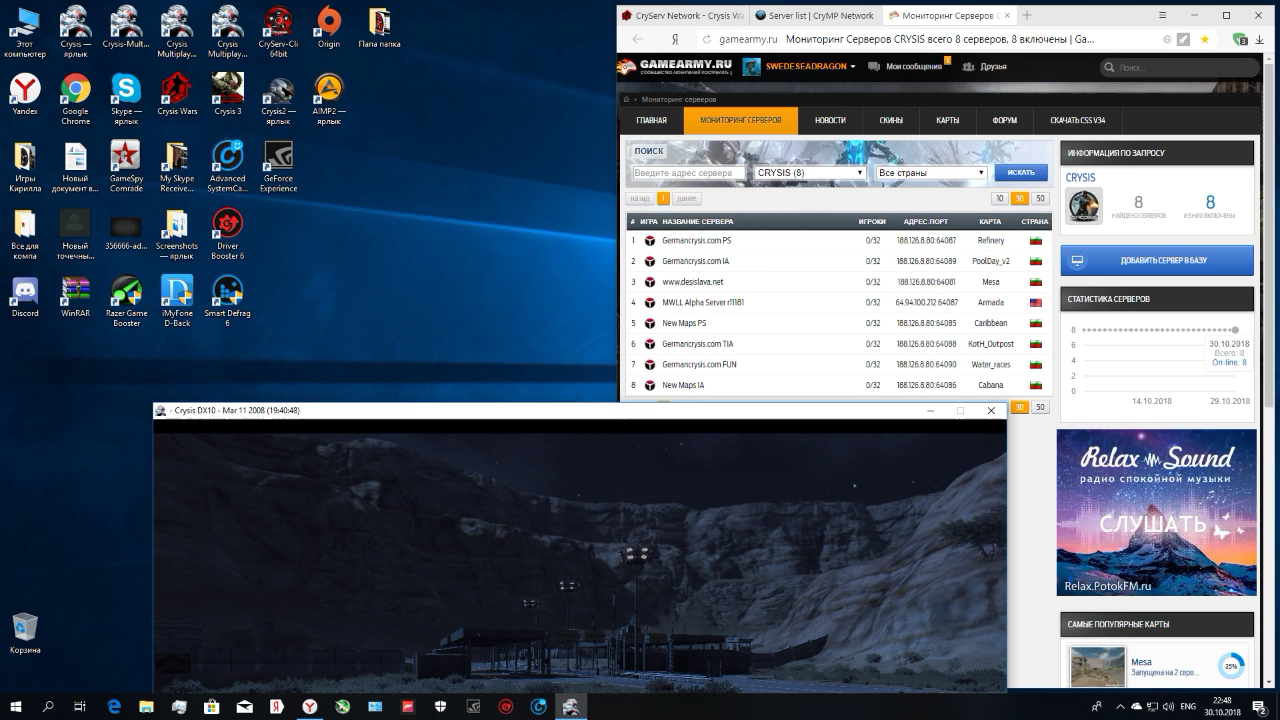 Этот компьютер
Crysis — ярлык
Crysis-Mult...
Crysis Multiplay...
Crysis Multiplay...
CryServ-Cli 64bit
Origin
Папа папка
Yandex
Google Chrome
Skype — ярлык
Crysis Wars
Crysis 3
Crysis2 — ярлык
AIMP2 — ярлык
Игры Кирилла
Новый документ в...
GameSpy Comrade
My Skype Receive...
Advanced SystemCa...
GeForce Experience
Все для компа
Новый точечны...
356666-ad...
Screenshots — ярлык
Driver Booster 6
Discord
WinRAR
Razer Game Booster
iMyFone D-Back
Smart Defrag 6
Корзина
CryServ Network - Crysis Wa
Server list | CryMP Network
Мониторинг Серверов C
gamearmy.ru Мониторинг Серверов CRYSIS всего 8 серверов, 8 включены | Ga...
3
GAMEARMY.RU
SWEDESEADRAGON
Мои сообщения
Друзья
Поиск...
Мониторинг серверов
ГЛАВНАЯ
МОНИТОРИНГ СЕРВЕРОВ
НОВОСТИ
СКИНЫ
КАРТЫ
ФОРУМ
СКАЧАТЬ CSS V34
ПОИСК
Введите адрес сервера
CRYSIS (8)
Все страны
ИСКАТЬ
назад 1 далее
10 30 50
# ИГРА НАЗВАНИЕ СЕРВЕРА ИГРОКИ АДРЕС:ПОРТ КАРТА СТРАНА
1 Germancrysis.com PS 0/32 188.126.8.80:64087 Refinery
2 Germancrysis.com IA 0/32 188.126.8.80:64089 PoolDay_v2
3 www.desislava.net 0/32 188.126.8.80:64081 Mesa
4 MWLL Alpha Server r11181 0/32 64.94.100.212:64087 Armada
5 New Maps PS 0/32 188.126.8.80:64085 Caribbean
6 Germancrysis.com TIA 0/32 188.126.8.80:64088 KotH_Outpost
7 Germancrysis.com FUN 0/32 188.126.8.80:64090 Water_races
8 New Maps IA 0/32 188.126.8.80:64086 Cabana
30 50
ИНФОРМАЦИЯ ПО ЗАПРОСУ
CRYSIS
8
НАЙДЕНО СЕРВЕРОВ
8
ИЗ НИХ ВКЛЮЧЕНЫ
ДОБАВИТЬ СЕРВЕР В БАЗУ
СТАТИСТИКА СЕРВЕРОВ
8
6
4
2
0
30.10.2018
Всего: 8
On-line: 8
14.10.2018
29.10.2018
Relax Sound
радио спокойной музыки
СЛУШАТЬ
Relax.PotokFM.ru
САМЫЕ ПОПУЛЯРНЫЕ КАРТЫ
Mesa
Запущена на 2 серв...
25%
- Crysis DX10 - Mar 11 2008 (19:40:48)
ENG
22:48
30.10.2018
2